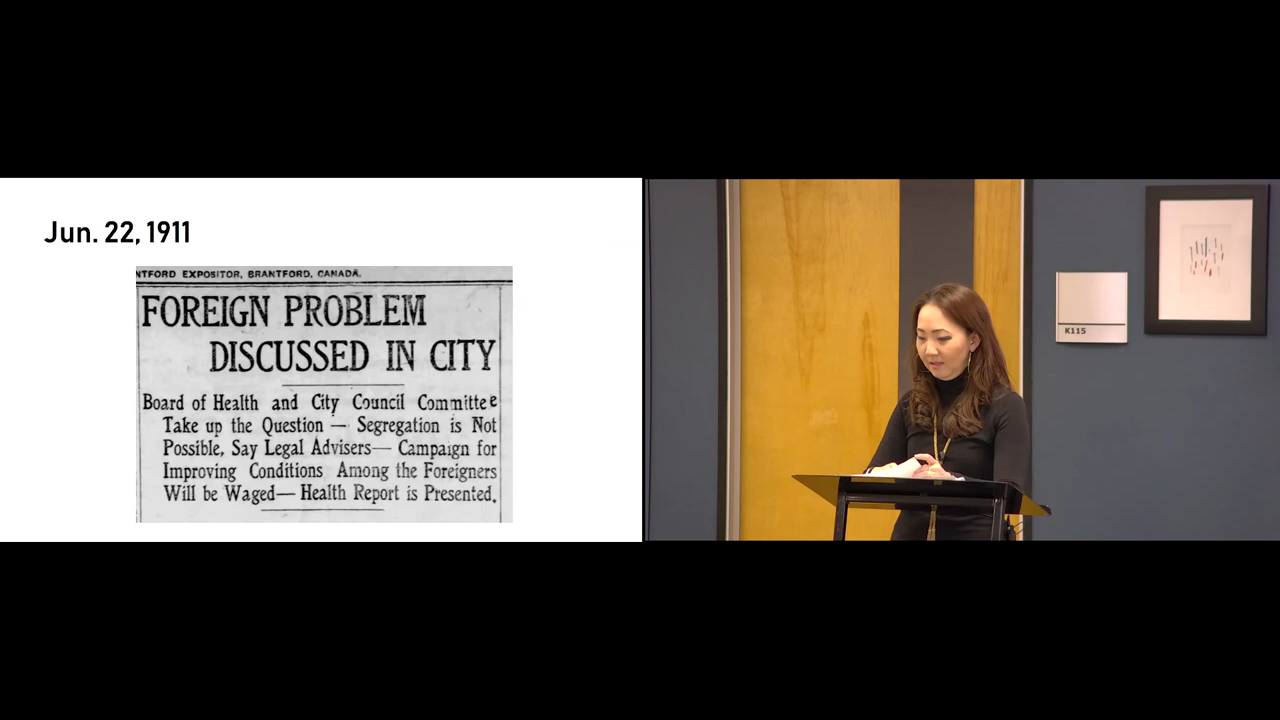 Jun. 22, 1911
NTFORD EXPOSITOR, BRANTFORD, CANADA.
FOREIGN PROBLEM
DISCUSSED IN CITY
Board of Health and City Council Committee
Take up the Question — Segregation is Not
Possible, Say Legal Advisers— Campaign for
Improving Conditions Among the Foreigners
Will be Waged— Health Report is Presented.
K115